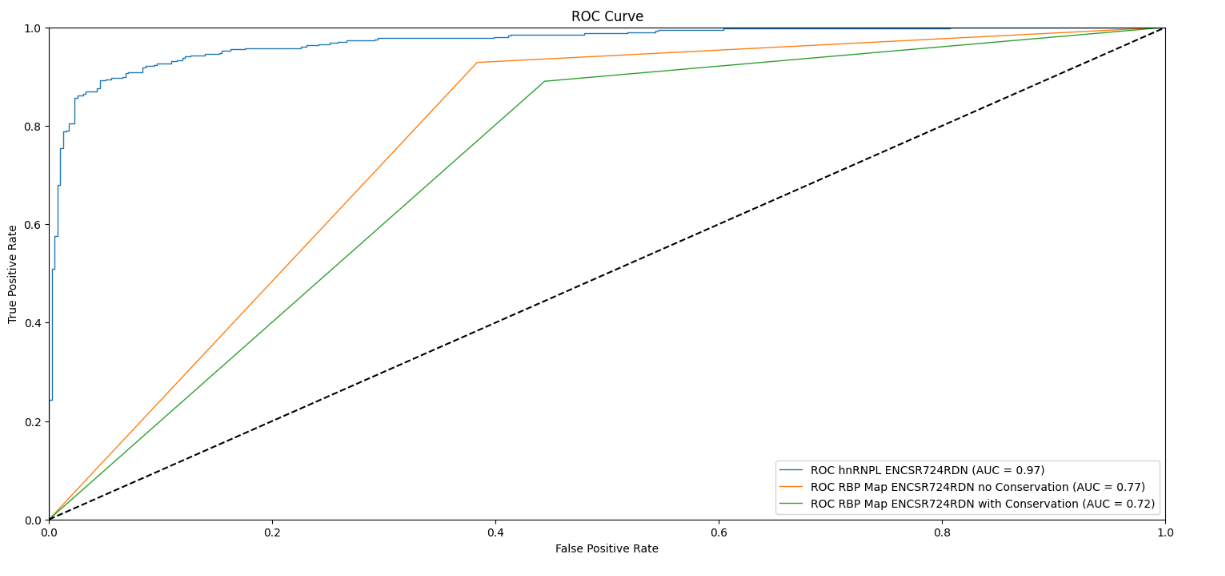 ROC Curve
1.0
0.8
0.6
0.4
0.2
0.0
True Positive Rate
ROC hnRNPL ENCSR724RDN (AUC = 0.97)
ROC RBP Map ENCSR724RDN no Conservation (AUC = 0.77)
ROC RBP Map ENCSR724RDN with Conservation (AUC = 0.72)
0.0 0.2 0.4 0.6 0.8 1.0
False Positive Rate